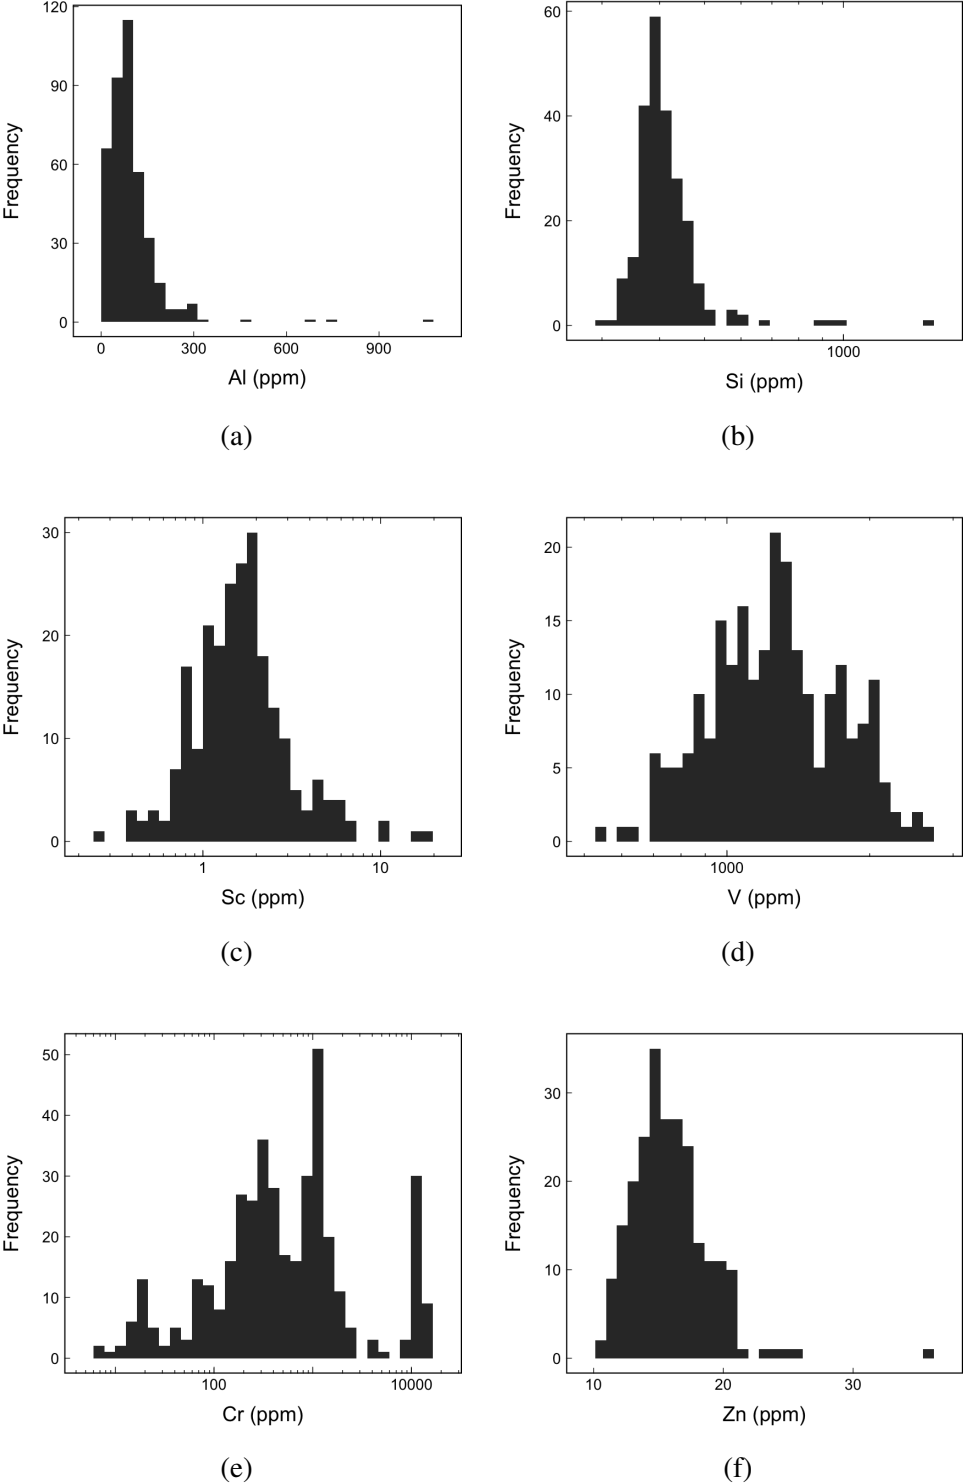 120
90
60
30
0
Frequency
0 300 600 900
Al (ppm)
(a)
60
40
20
0
Frequency
1000
Si (ppm)
(b)
30
20
10
0
Frequency
1 10
Sc (ppm)
(c)
20
15
10
5
0
Frequency
1000
V (ppm)
(d)
50
40
30
20
10
0
Frequency
100 10000
Cr (ppm)
(e)
30
20
10
0
Frequency
10 20 30
Zn (ppm)
(f)